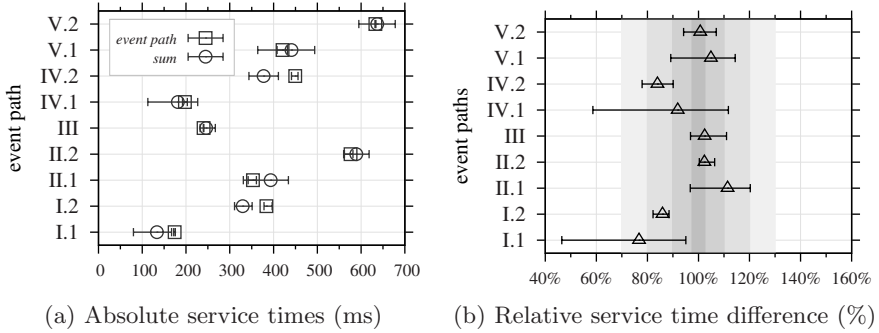 event path
V.2
V.1
IV.2
IV.1
III
II.2
II.1
I.2
I.1
event path
sum
0 100 200 300 400 500 600 700
(a) Absolute service times (ms)
event paths
V.2
V.1
IV.2
IV.1
III
II.2
II.1
I.2
I.1
40% 60% 80% 100% 120% 140% 160%
(b) Relative service time difference (%)